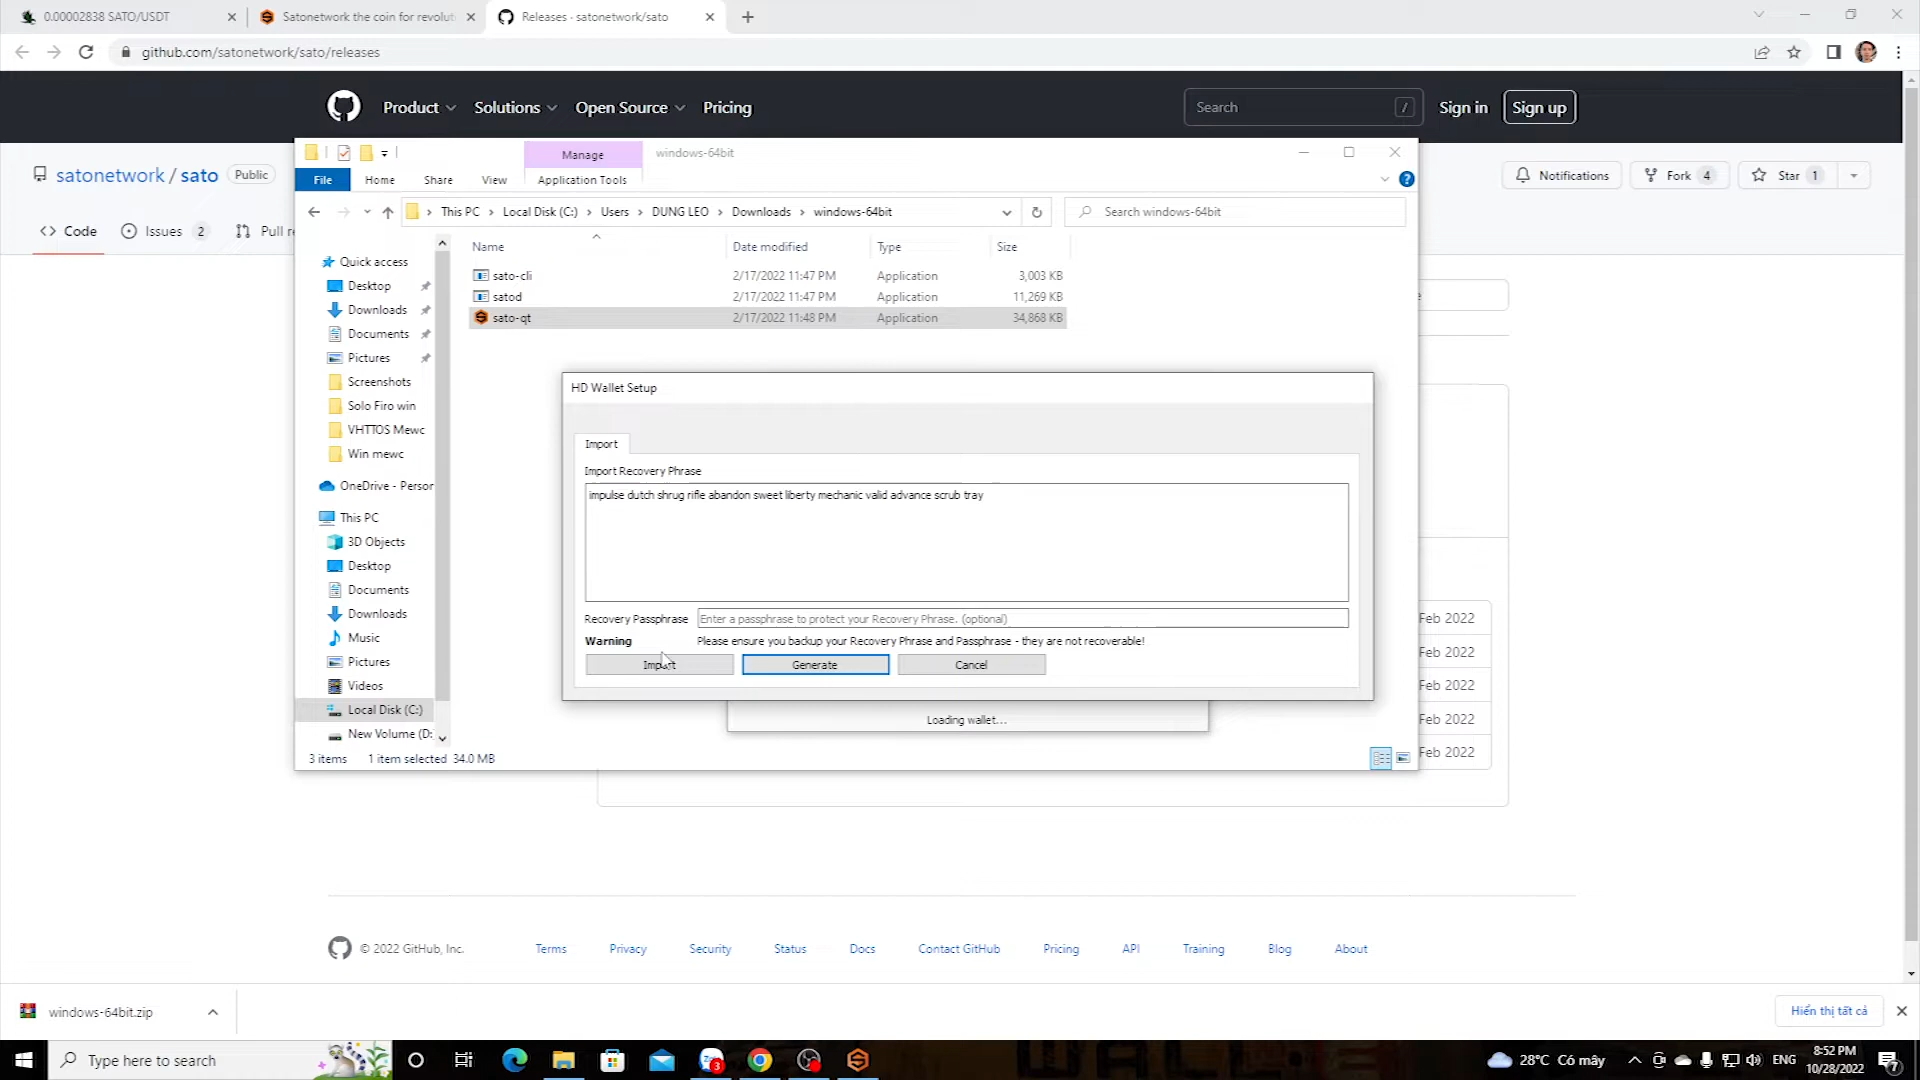 0.00002838 SATO/USDT
Satonetwork the coin for revoluti
Releases · satonetwork/sato
github.com/satonetwork/sato/releases
Product
Solutions
Open Source
Pricing
Search
/
Sign in
Sign up
satonetwork / sato
Public
Notifications
Fork 4
Star 1
Code
Issues 2
Pull r
Manage
windows-64bit
File
Home
Share
View
Application Tools
This PC > Local Disk (C:) > Users > DUNG LEO > Downloads > windows-64bit
Search windows-64bit
Name
Date modified
Type
Size
sato-cli 2/17/2022 11:47 PM Application 3,003 KB
satod 2/17/2022 11:47 PM Application 11,269 KB
sato-qt 2/17/2022 11:48 PM Application 34,868 KB
Quick access
Desktop
Downloads
Documents
Pictures
Screenshots
Solo Firo win
VHTTOS Mewc
Win mewc
OneDrive - Person
This PC
3D Objects
Desktop
Documents
Downloads
Music
Pictures
Videos
Local Disk (C:)
New Volume (D:
HD Wallet Setup
Import
Import Recovery Phrase
impulse dutch shrug rifle abandon sweet liberty mechanic valid advance scrub tray
Recovery Passphrase
Enter a passphrase to protect your Recovery Phrase. (optional)
Warning
Please ensure you backup your Recovery Phrase and Passphrase - they are not recoverable!
Import
Generate
Cancel
Loading wallet...
3 items
1 item selected 34.0 MB
Feb 2022
Feb 2022
Feb 2022
Feb 2022
Feb 2022
© 2022 GitHub, Inc.
Terms
Privacy
Security
Status
Docs
Contact GitHub
Pricing
API
Training
Blog
About
windows-64bit.zip
Hiển thị tất cả
Type here to search
28°C Có mây
ENG
8:52 PM
10/28/2022